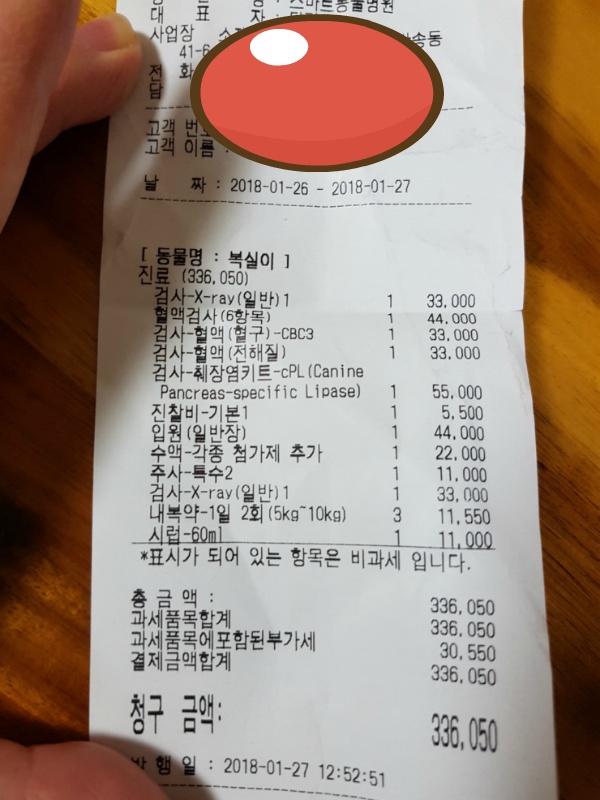 : 스마트동물병원
대 표 자 :
사업장 송동
41-6
전 화
담
고객 번호
고객 이름 :
날 짜 : 2018-01-26 - 2018-01-27
[ 동물명 : 복실이 ]
진료 (336,050)
검사-X-ray(일반)1 1 33,000
혈액검사(6항목) 1 44,000
검사-혈액(혈구)-CBC3 1 33,000
검사-혈액(전해질) 1 33,000
검사-췌장염키트-cPL(Canine
Pancreas-specific Lipase) 1 55,000
진찰비-기본1 1 5,500
입원(일반장) 1 44,000
수액-각종 첨가제 추가 1 22,000
주사-특수2 1 11,000
검사-X-ray(일반)1 1 33,000
내복약-1일 2회(5kg~10kg) 3 11,550
시럽-60ml 1 11,000
*표시가 되어 있는 항목은 비과세 입니다.
총 금 액 : 336,050
과세품목합계 336,050
과세품목에포함된부가세 30,550
결제금액합계 336,050
청구 금액: 336,050
발 행 일 : 2018-01-27 12:52:51